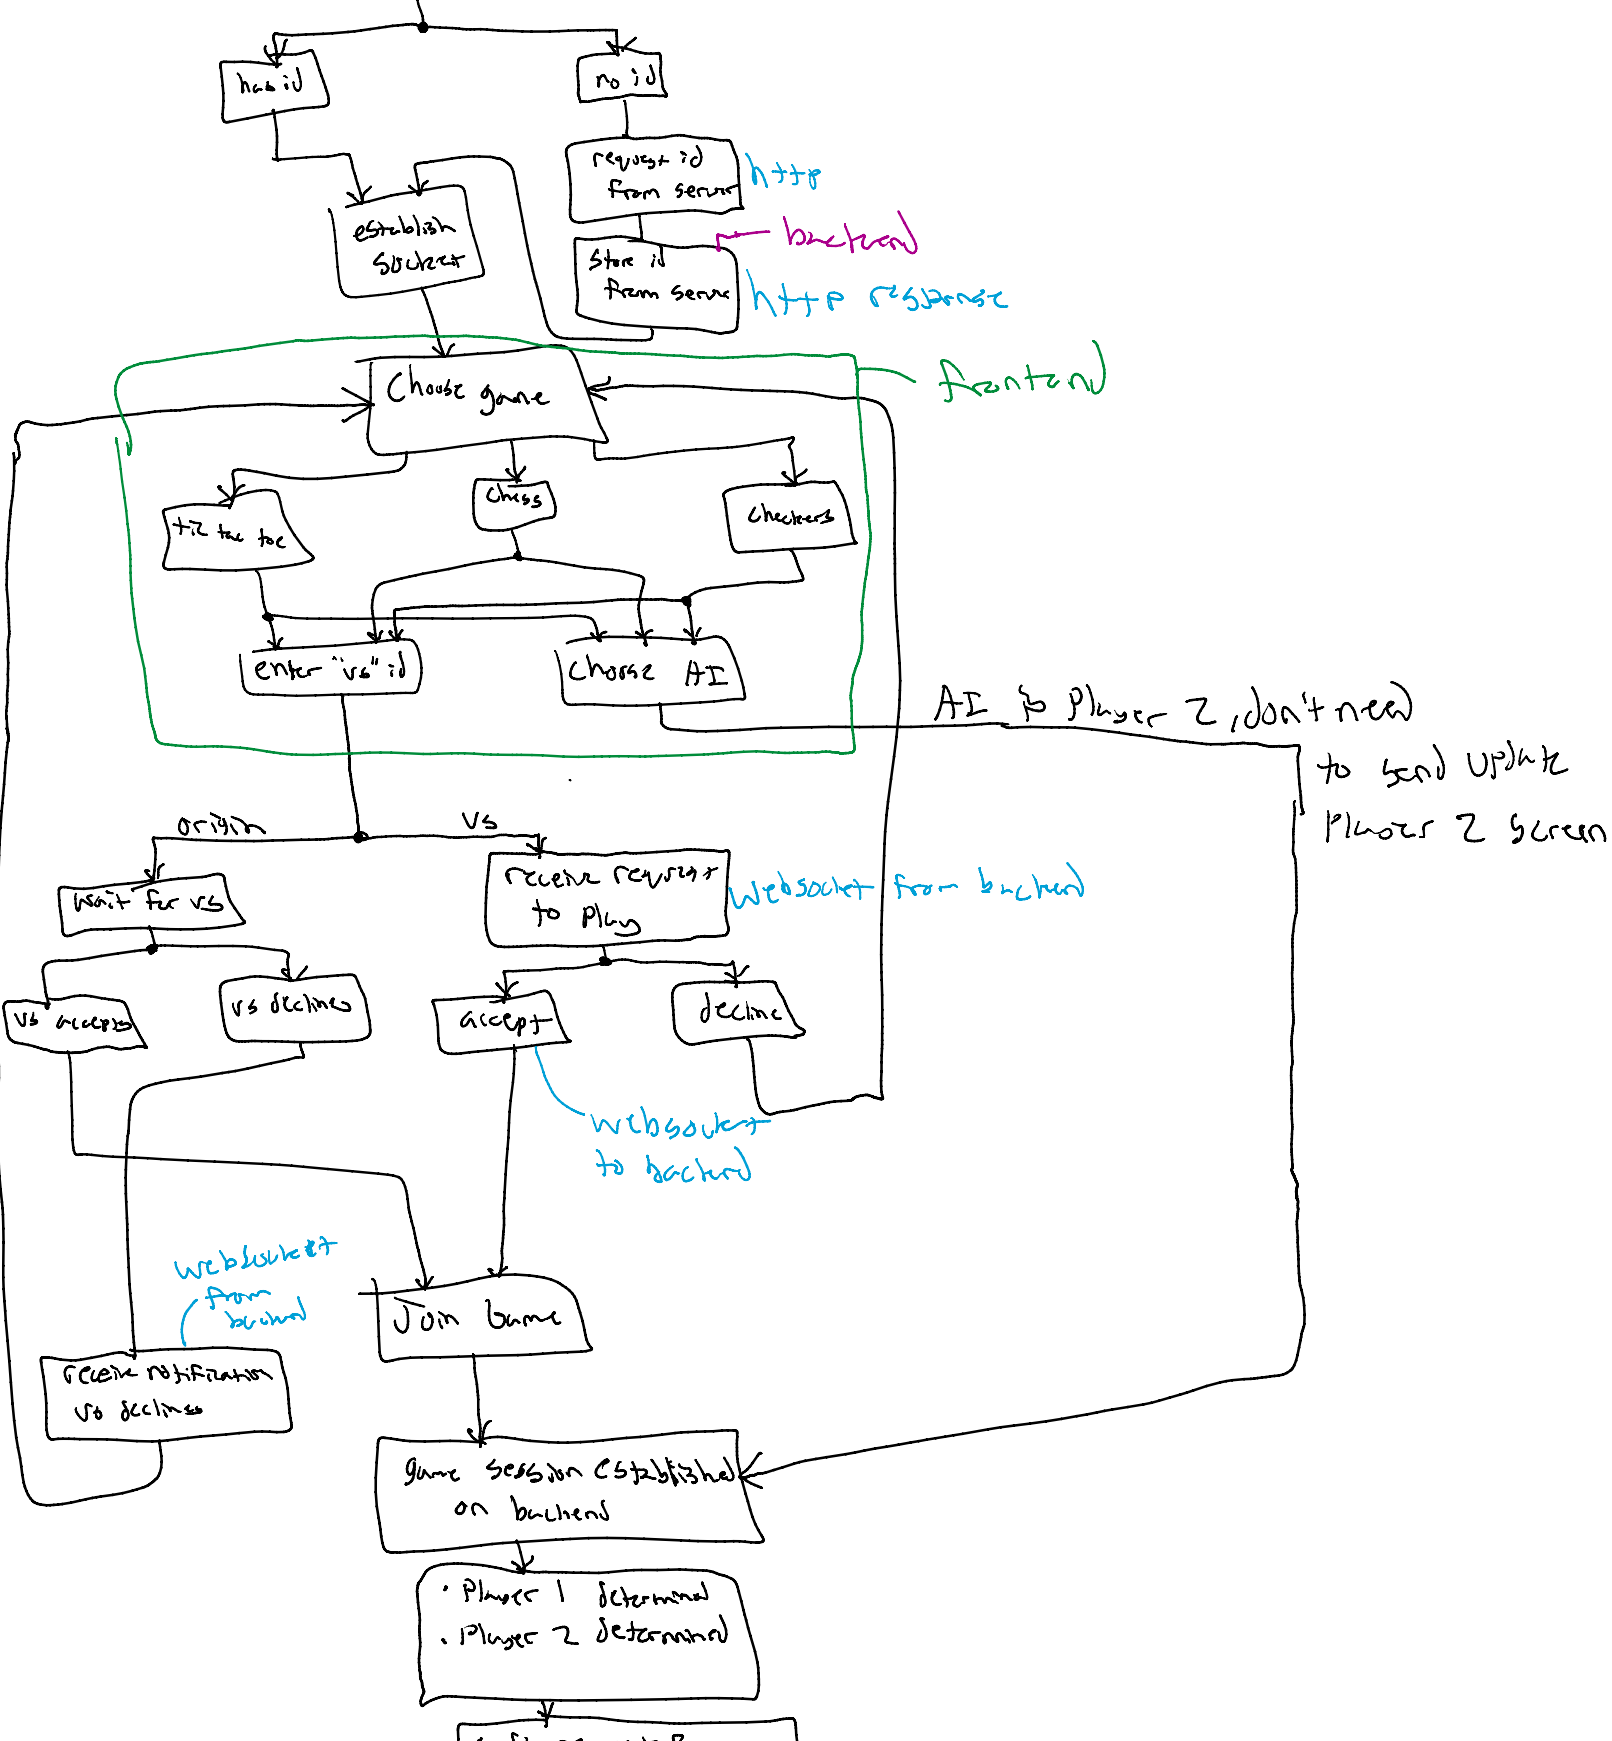 has id
no id
request id
from server
http
backend
establish
socket
store id
from server
http response
frontend
Choose game
tic tac toe
chess
checkers
enter "vs" id
choose AI
AI is Player 2, don't need
to send update
Players 2 screen
origin
vs
wait for vs
receive request
to play
websocket from backend
vs accepts
vs declines
accept
decline
websocket
to backend
websocket
from
backend
Join Game
receive notification
vs declines
game session established
on backend
• Player 1 determined
• Player 2 determined